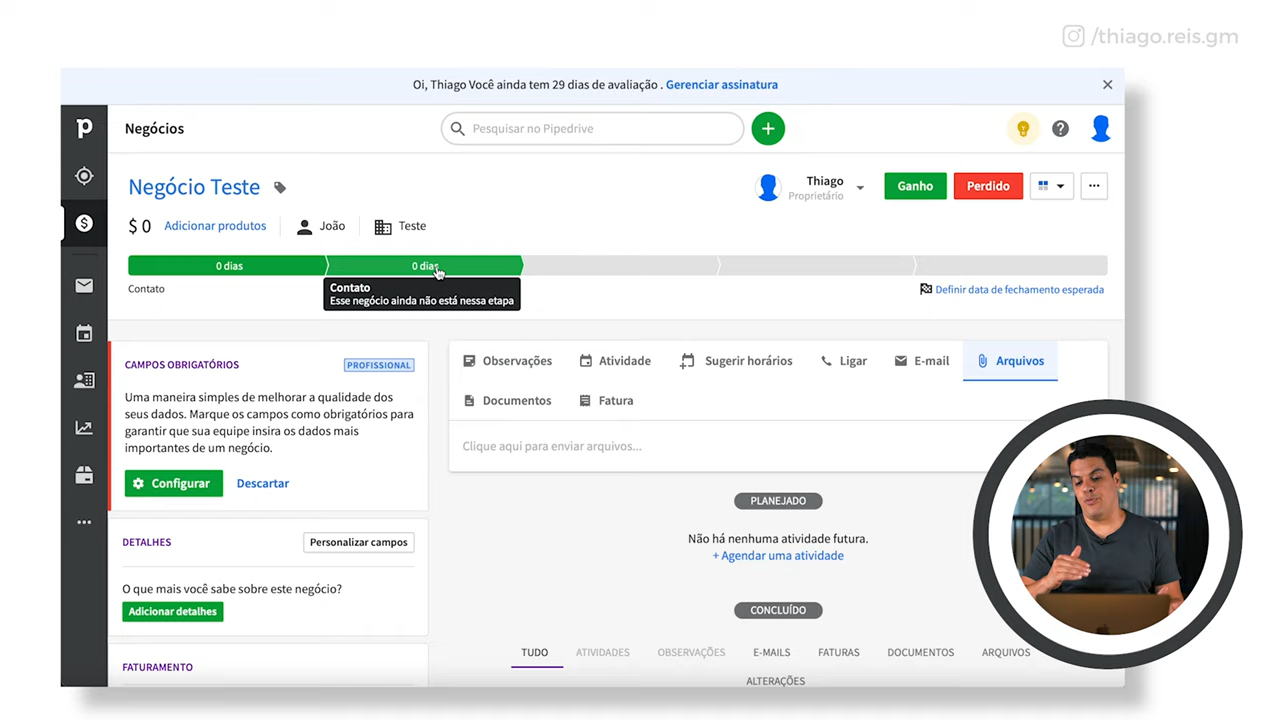 /thiago.reis.gm
Oi, Thiago Você ainda tem 29 dias de avaliação . Gerenciar assinatura
Negócios
Pesquisar no Pipedrive
Negócio Teste
Thiago
Proprietário
Ganho
Perdido
$ 0
Adicionar produtos
João
Teste
0 dias
0 dias
Contato
Contato
Esse negócio ainda não está nessa etapa
Definir data de fechamento esperada
CAMPOS OBRIGATÓRIOS
PROFISSIONAL
Uma maneira simples de melhorar a qualidade dos
seus dados. Marque os campos como obrigatórios para
garantir que sua equipe insira os dados mais
importantes de um negócio.
Configurar
Descartar
DETALHES
Personalizar campos
O que mais você sabe sobre este negócio?
Adicionar detalhes
FATURAMENTO
Observações
Atividade
Sugerir horários
Ligar
E-mail
Arquivos
Documentos
Fatura
Clique aqui para enviar arquivos...
PLANEJADO
Não há nenhuma atividade futura.
+ Agendar uma atividade
CONCLUÍDO
TUDO
ATIVIDADES
OBSERVAÇÕES
E-MAILS
FATURAS
DOCUMENTOS
ARQUIVOS
ALTERAÇÕES